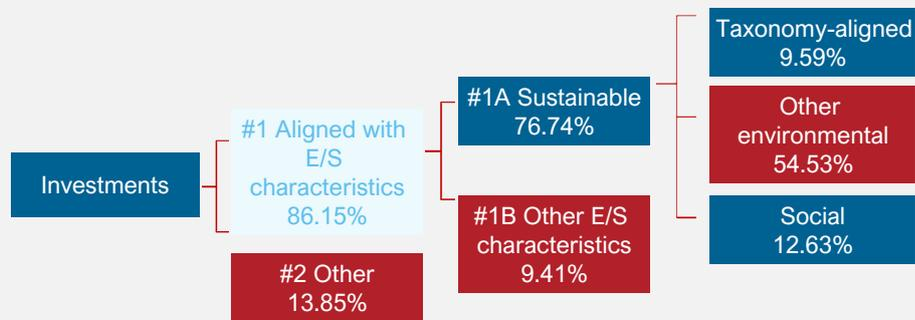 Investments
#1 Aligned with
E/S
characteristics
86.15%
#2 Other
13.85%
#1A Sustainable
76.74%
#1B Other E/S
characteristics
9.41%
Taxonomy-aligned
9.59%
Other
environmental
54.53%
Social
12.63%